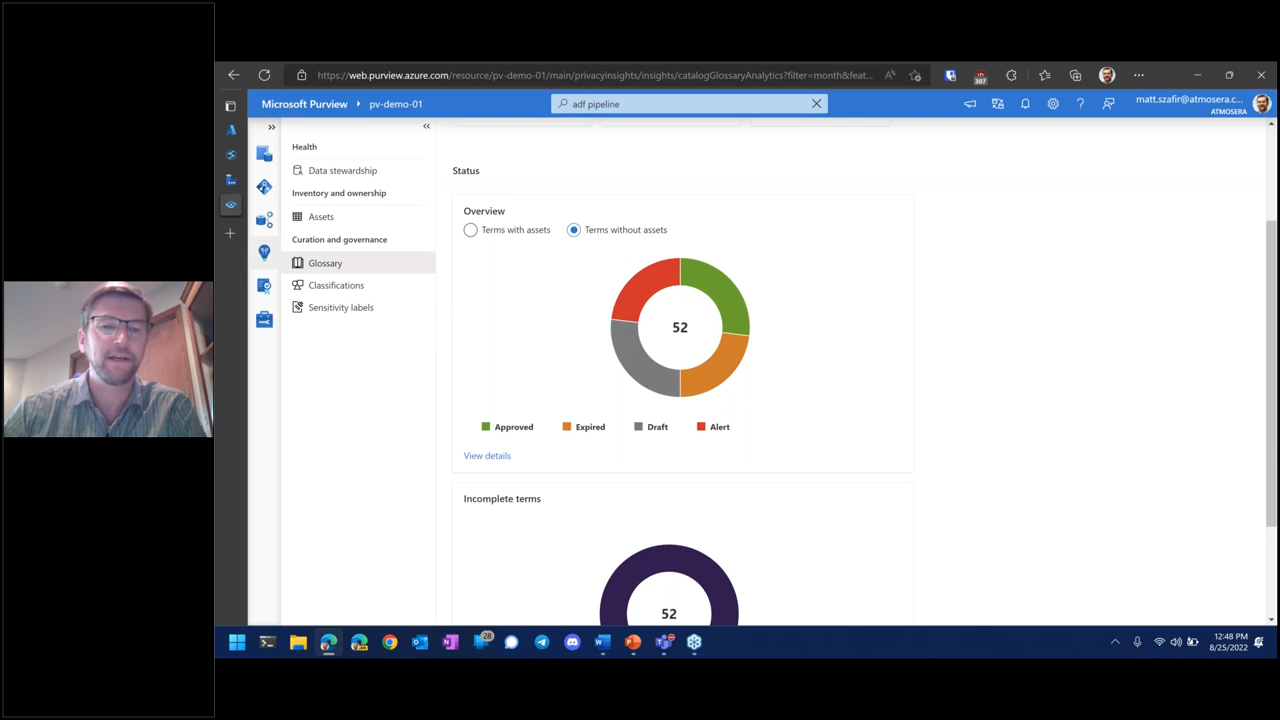 https://web.purview.azure.com/resource/pv-demo-01/main/privacyinsights/insights/catalogGlossaryAnalytics?filter=month&feat...
307
Microsoft Purview pv-demo-01
adf pipeline
matt.szafir@atmosera.c...
ATMOSERA
Health
Data stewardship
Inventory and ownership
Assets
Curation and governance
Glossary
Classifications
Sensitivity labels
Status
Overview
Terms with assets Terms without assets
52
Approved Expired Draft Alert
View details
Incomplete terms
52
28
12:48 PM
8/25/2022